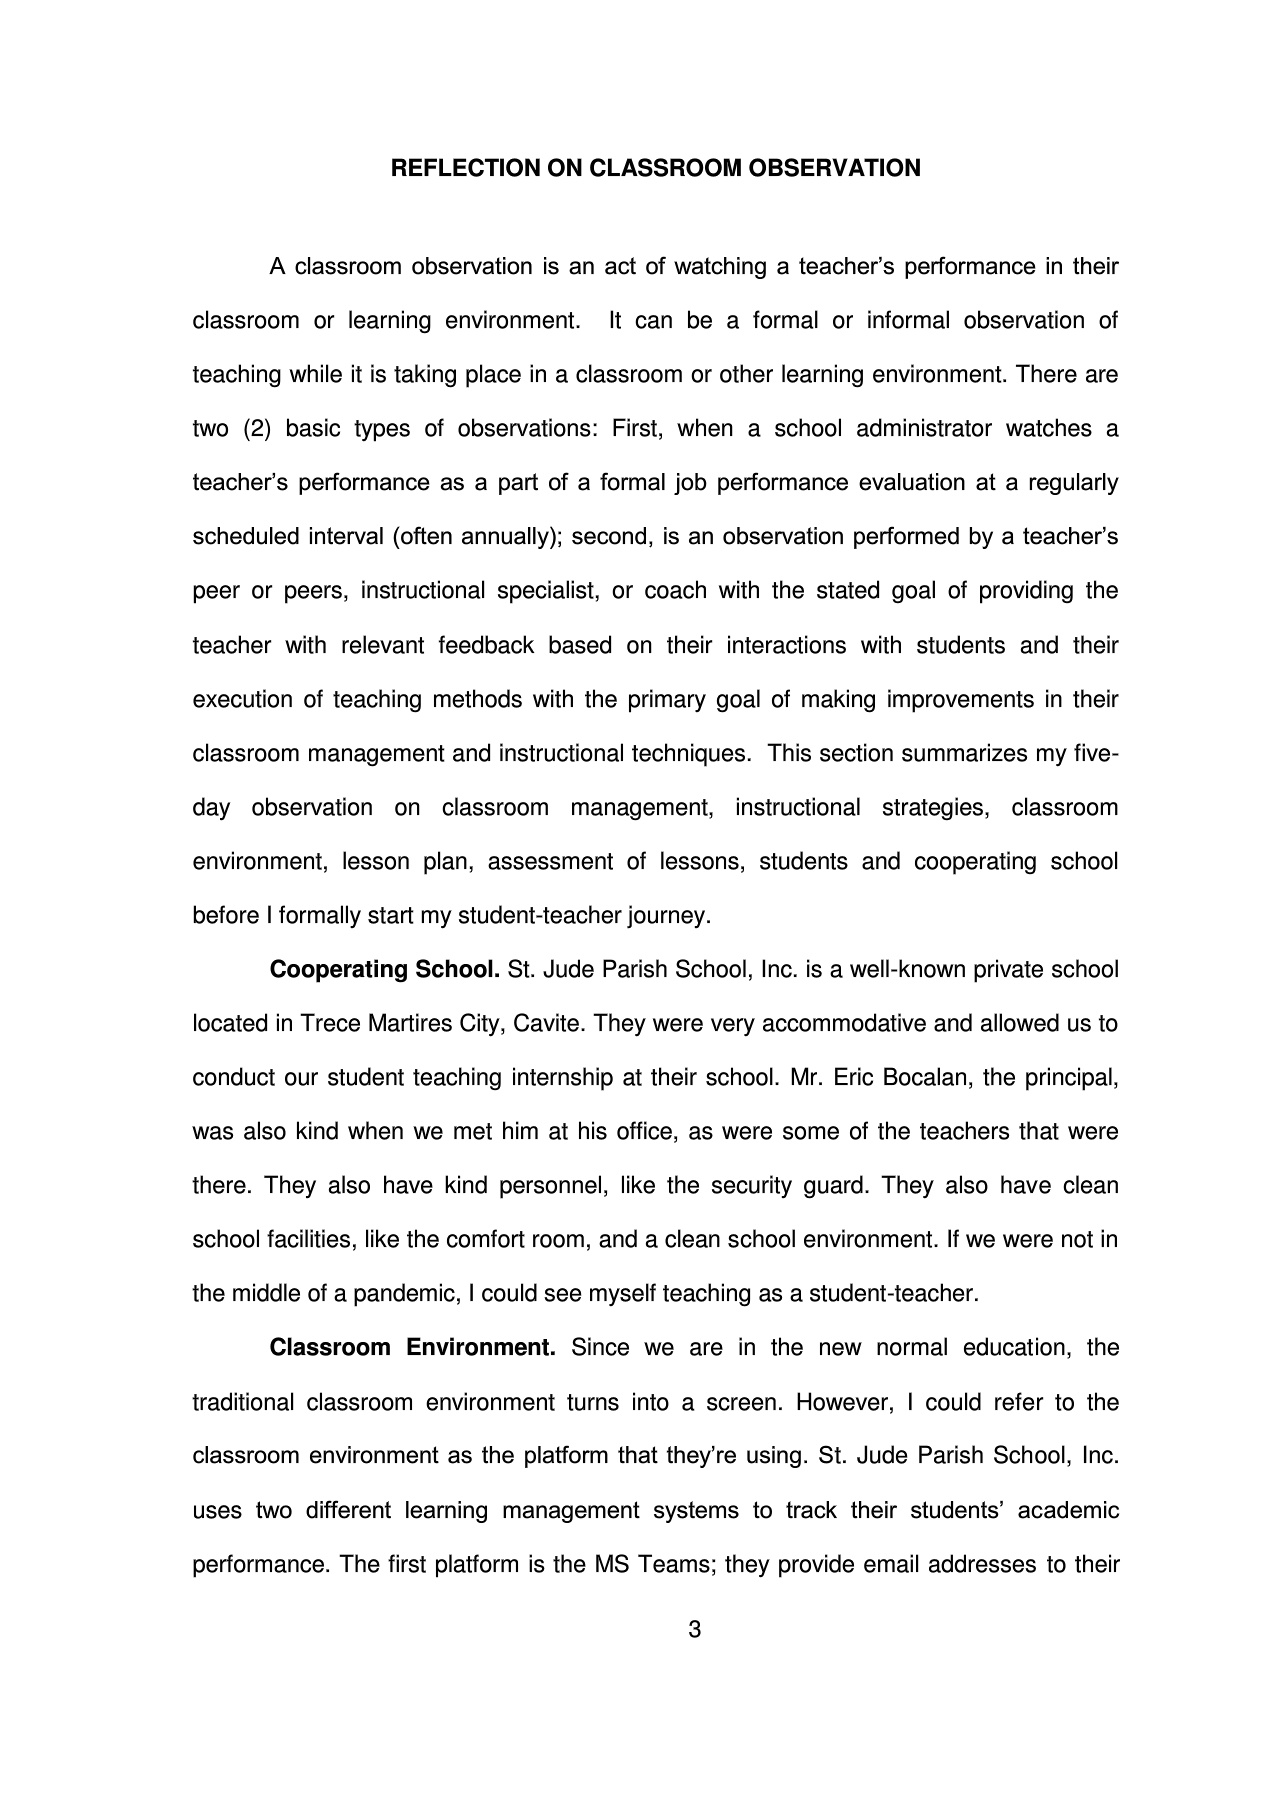 REFLECTION ON CLASSROOM OBSERVATION
A classroom observation is an act of watching a teacher’s performance in their
classroom or learning environment.  It can be a formal or informal observation of
teaching while it is taking place in a classroom or other learning environment. There are
two (2) basic types of observations: First, when a school administrator watches a
teacher’s performance as a part of a formal job performance evaluation at a regularly
scheduled interval (often annually); second, is an observation performed by a teacher’s
peer or peers, instructional specialist, or coach with the stated goal of providing the
teacher with relevant feedback based on their interactions with students and their
execution of teaching methods with the primary goal of making improvements in their
classroom management and instructional techniques.  This section summarizes my five-
day observation on classroom management, instructional strategies, classroom
environment, lesson plan, assessment of lessons, students and cooperating school
before I formally start my student-teacher journey.
Cooperating School. St. Jude Parish School, Inc. is a well-known private school
located in Trece Martires City, Cavite. They were very accommodative and allowed us to
conduct our student teaching internship at their school. Mr. Eric Bocalan, the principal,
was also kind when we met him at his office, as were some of the teachers that were
there. They also have kind personnel, like the security guard. They also have clean
school facilities, like the comfort room, and a clean school environment. If we were not in
the middle of a pandemic, I could see myself teaching as a student-teacher.
Classroom Environment. Since we are in the new normal education, the
traditional classroom environment turns into a screen. However, I could refer to the
classroom environment as the platform that they’re using. St. Jude Parish School, Inc.
uses two different learning management systems to track their students’ academic
performance. The first platform is the MS Teams; they provide email addresses to their
3